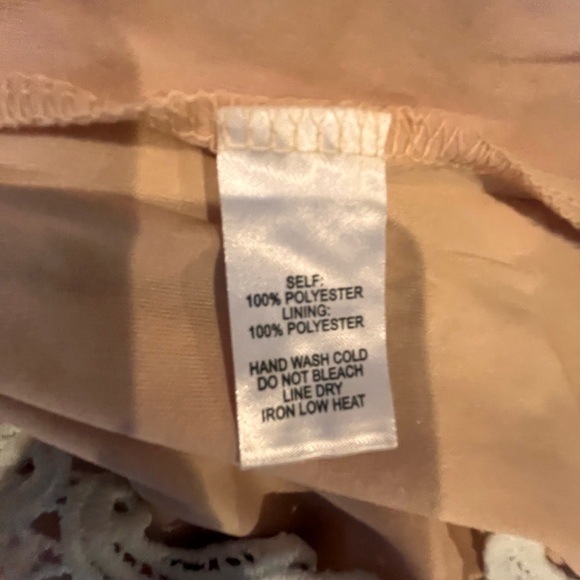 SELF:
100% POLYESTER
LINING:
100% POLYESTER
HAND WASH COLD
DO NOT BLEACH
LINE DRY
IRON LOW HEAT